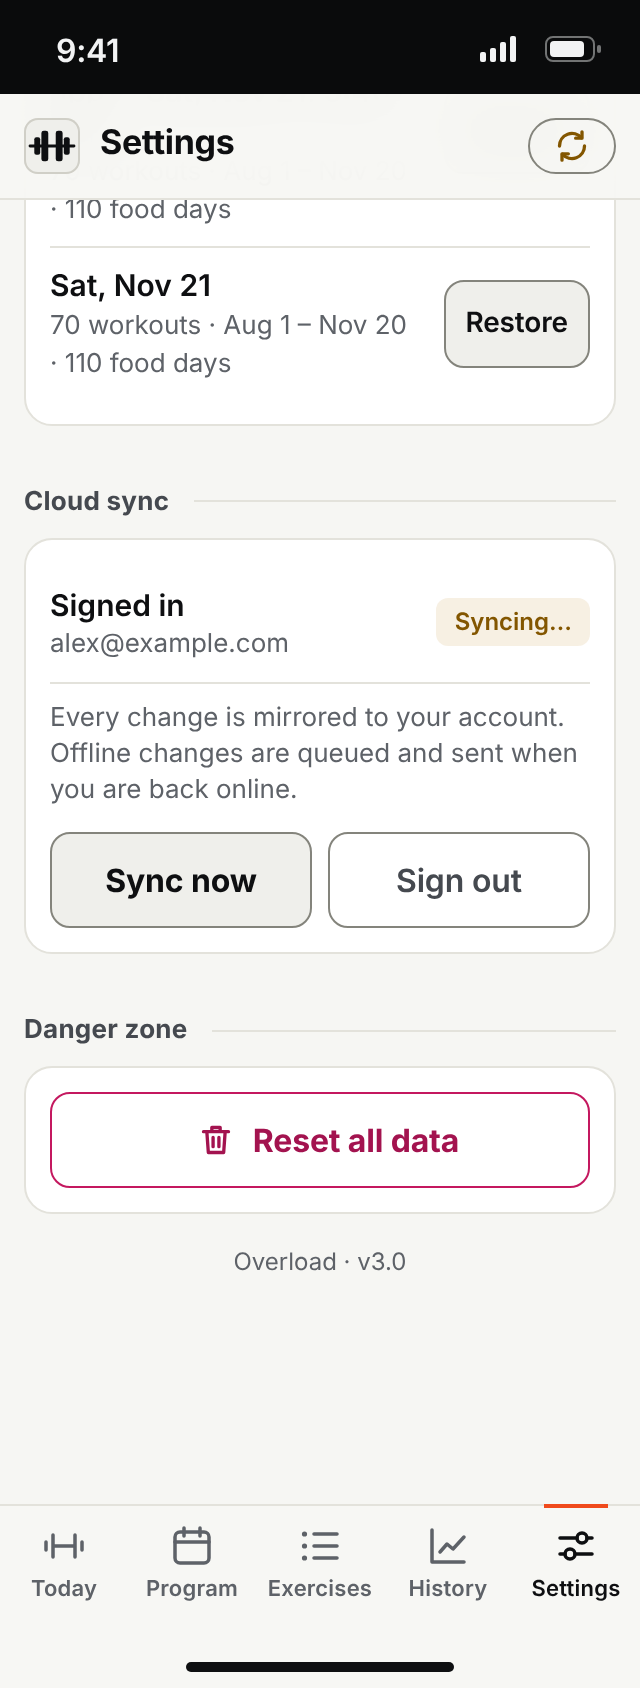 9:41
Settings
· 110 food days
Sat, Nov 21
70 workouts · Aug 1 – Nov 20
· 110 food days
Restore
Cloud sync
Signed in
alex@example.com
Syncing...
Every change is mirrored to your account.
Offline changes are queued and sent when
you are back online.
Sync now
Sign out
Danger zone
Reset all data
Overload · v3.0
Today
Program
Exercises
History
Settings